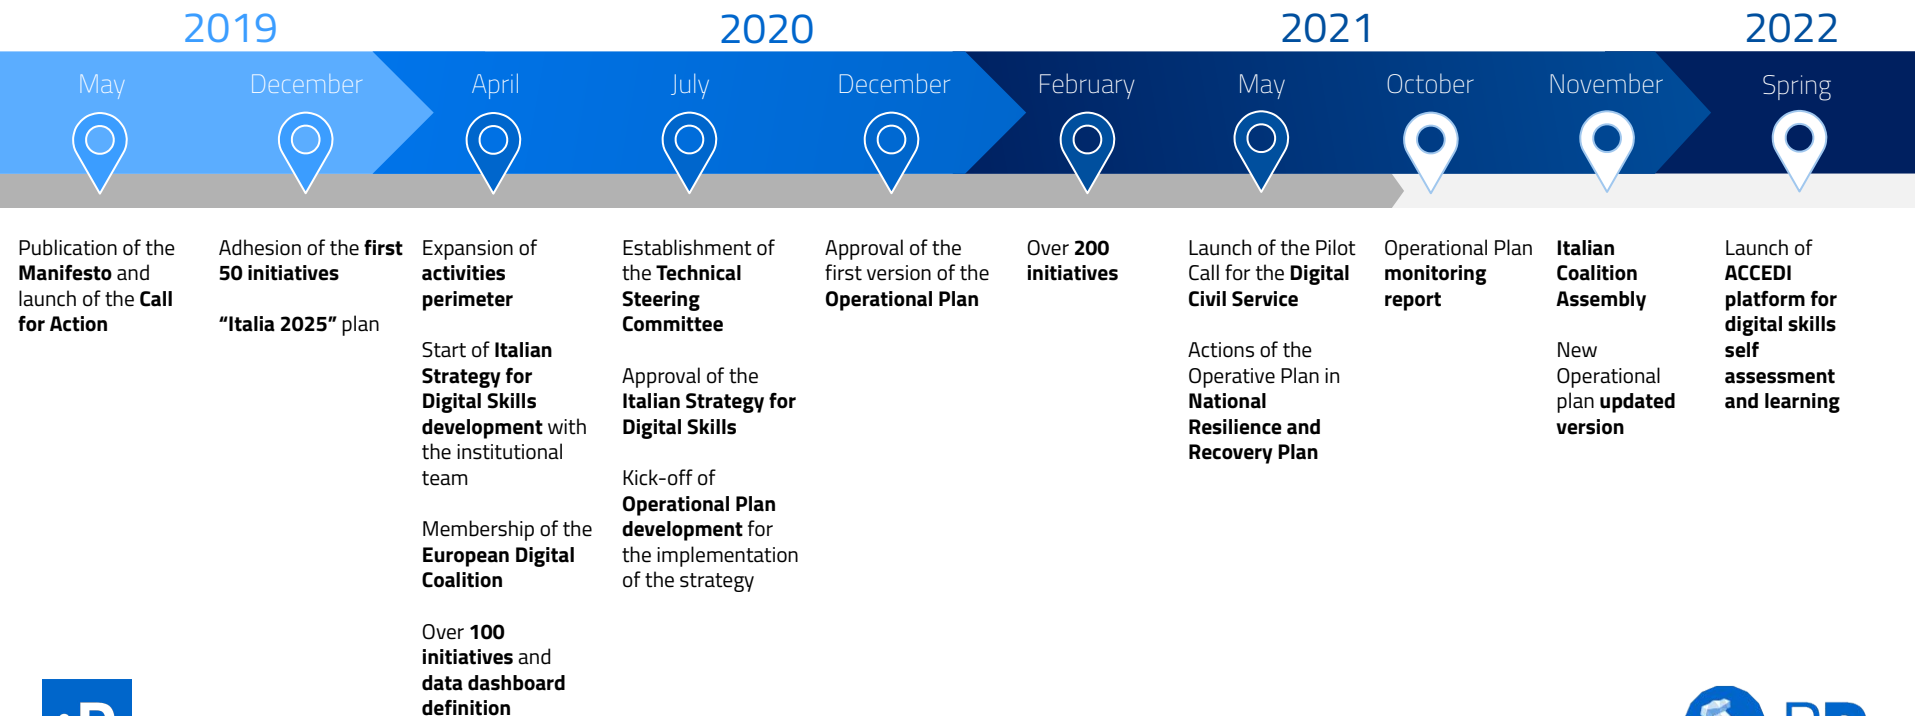 2019
2020
2021
2022
May
December
April
July
December
February
May
October
November
Spring
Publication of the
Manifesto and
launch of the Call
for Action
Adhesion of the first
50 initiatives
“Italia 2025” plan
Expansion of
activities
perimeter
Start of Italian
Strategy for
Digital Skills
development with
the institutional
team
Membership of the
European Digital
Coalition
Over 100
initiatives and
data dashboard
definition
Establishment of
the Technical
Steering
Committee
Approval of the
Italian Strategy for
Digital Skills
Kick-off of
Operational Plan
development for
the implementation
of the strategy
Approval of the
first version of the
Operational Plan
Over 200
initiatives
Launch of the Pilot
Call for the Digital
Civil Service
Actions of the
Operative Plan in
National
Resilience and
Recovery Plan
Operational Plan
monitoring
report
Italian
Coalition
Assembly
New
Operational
plan updated
version
Launch of
ACCEDI
platform for
digital skills
self
assessment
and learning